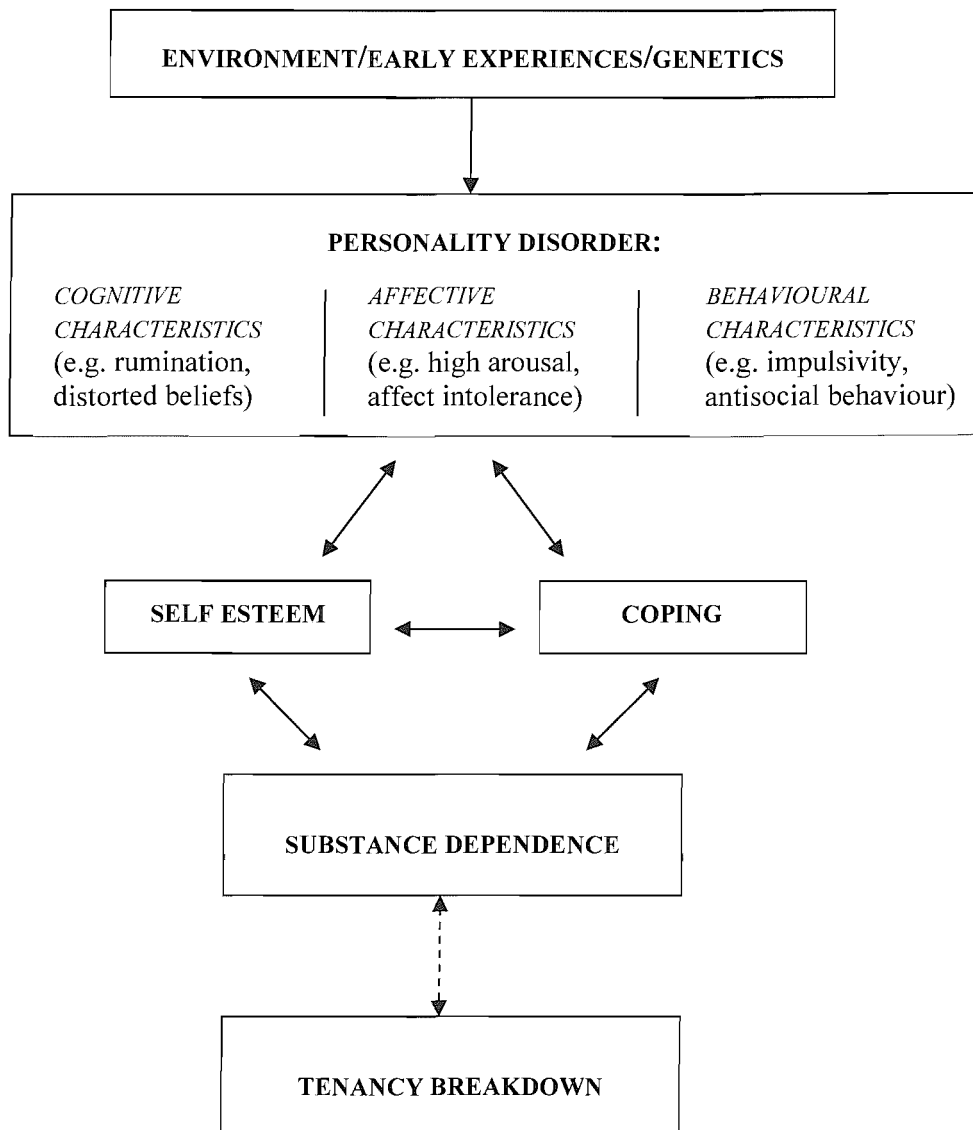 ENVIRONMENT/EARLY EXPERIENCES/GENETICS
PERSONALITY DISORDER:
COGNITIVE
CHARACTERISTICS
(e.g. rumination,
distorted beliefs)
AFFECTIVE
CHARACTERISTICS
(e.g. high arousal,
affect intolerance)
BEHAVIOURAL
CHARACTERISTICS
(e.g. impulsivity,
antisocial behaviour)
SELF ESTEEM
COPING
SUBSTANCE DEPENDENCE
TENANCY BREAKDOWN